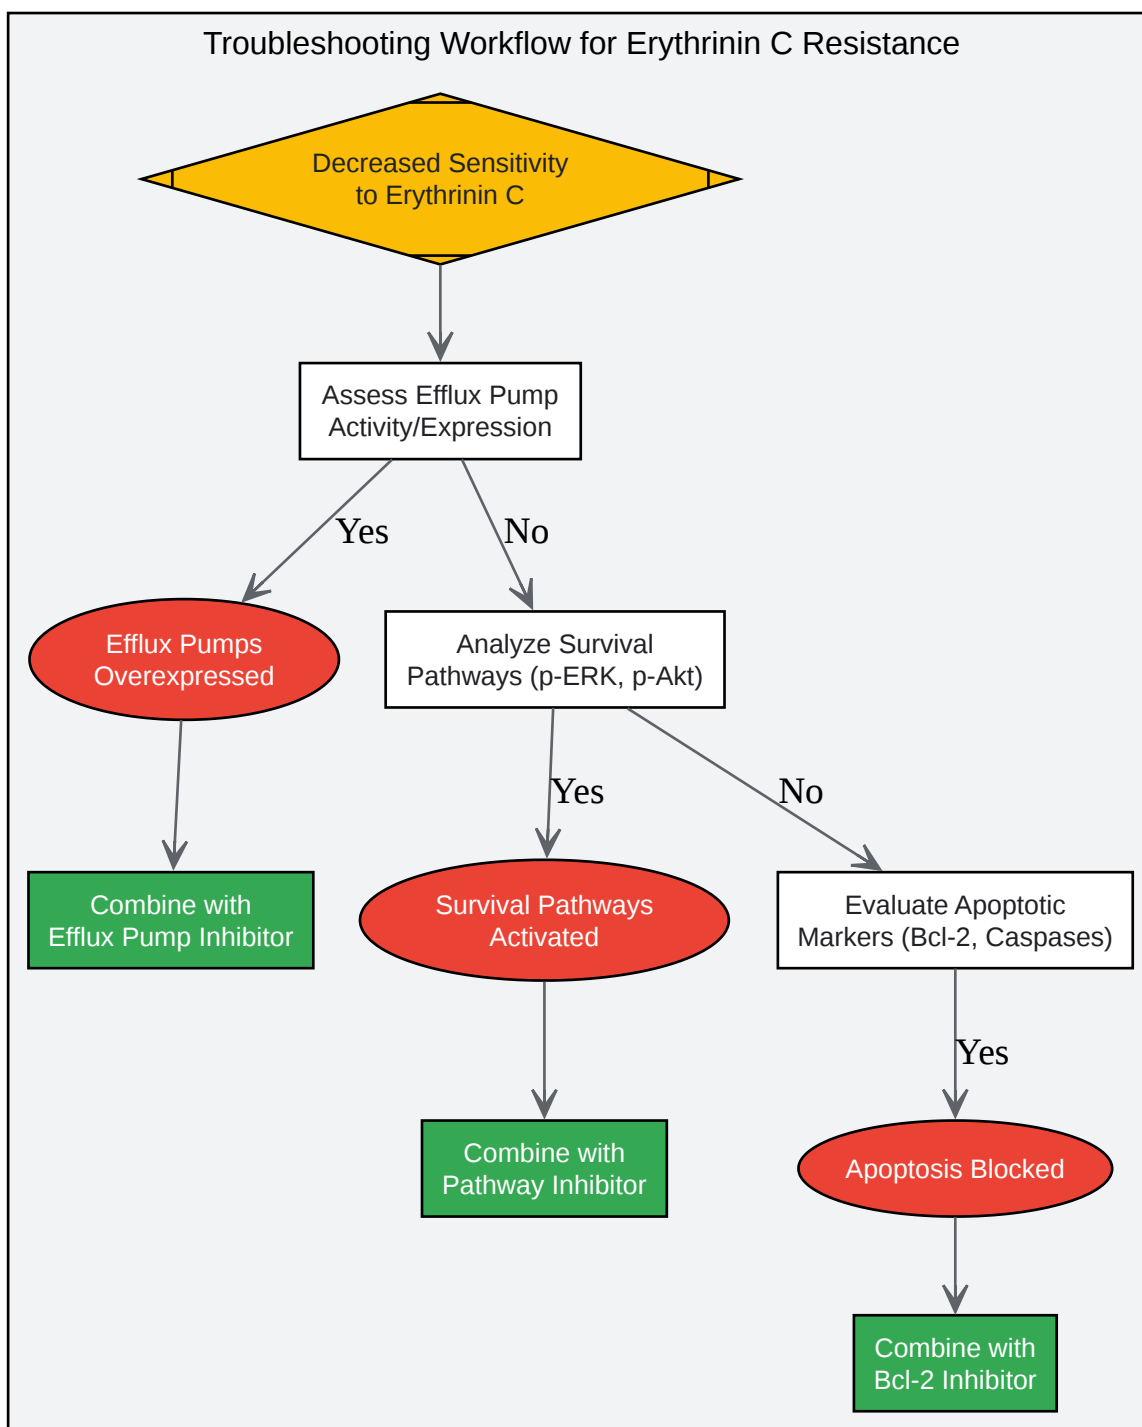 Troubleshooting Workflow for Erythrinin C Resistance
Decreased Sensitivity
to Erythrinin C
Assess Efflux Pump
Activity/Expression
Yes
No
Efflux Pumps
Overexpressed
Analyze Survival
Pathways (p-ERK, p-Akt)
Yes
No
Combine with
Efflux Pump Inhibitor
Survival Pathways
Activated
Evaluate Apoptotic
Markers (Bcl-2, Caspases)
Yes
Combine with
Pathway Inhibitor
Apoptosis Blocked
Combine with
Bcl-2 Inhibitor